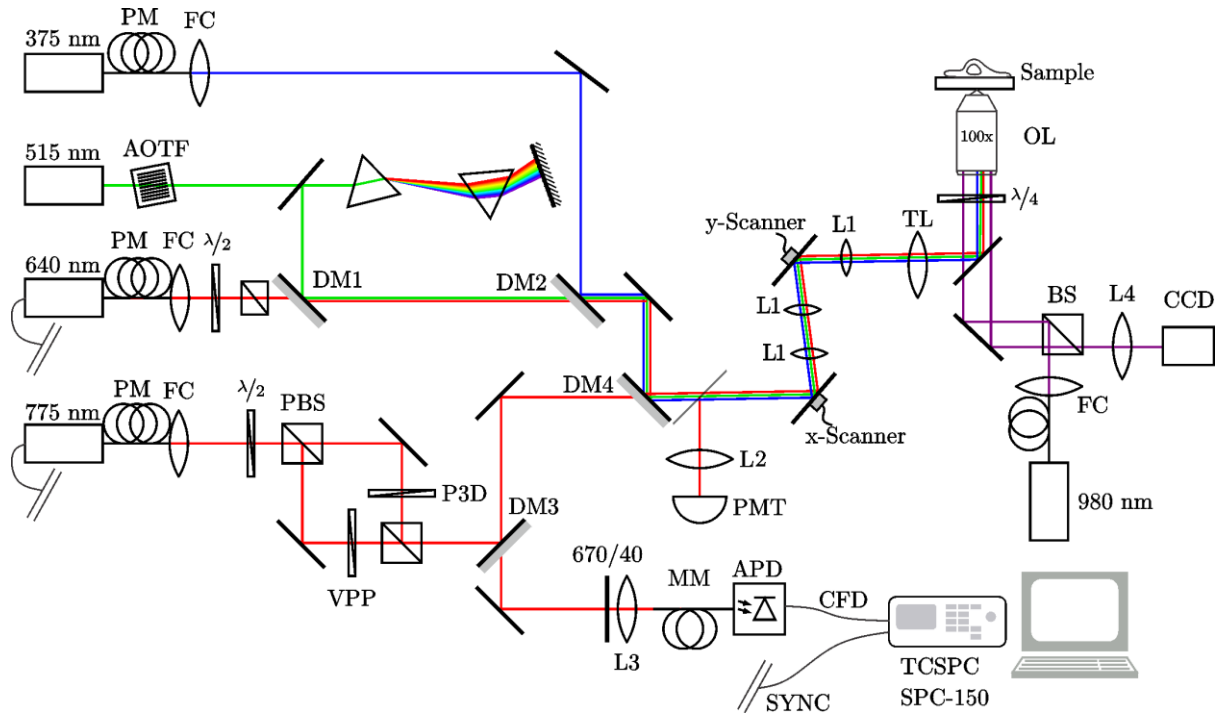 PM
FC
375 nm
Sample
100x
OL
515 nm
AOTF
λ/4
y-Scanner
L1
TL
PM
FC
λ/2
640 nm
DM1
DM2
L1
BS
L4
CCD
L1
PM
FC
λ/2
PBS
775 nm
DM4
x-Scanner
FC
L2
P3D
DM3
PMT
980 nm
VPP
670/40
MM
APD
CFD
L3
TCSPC
SPC-150
SYNC